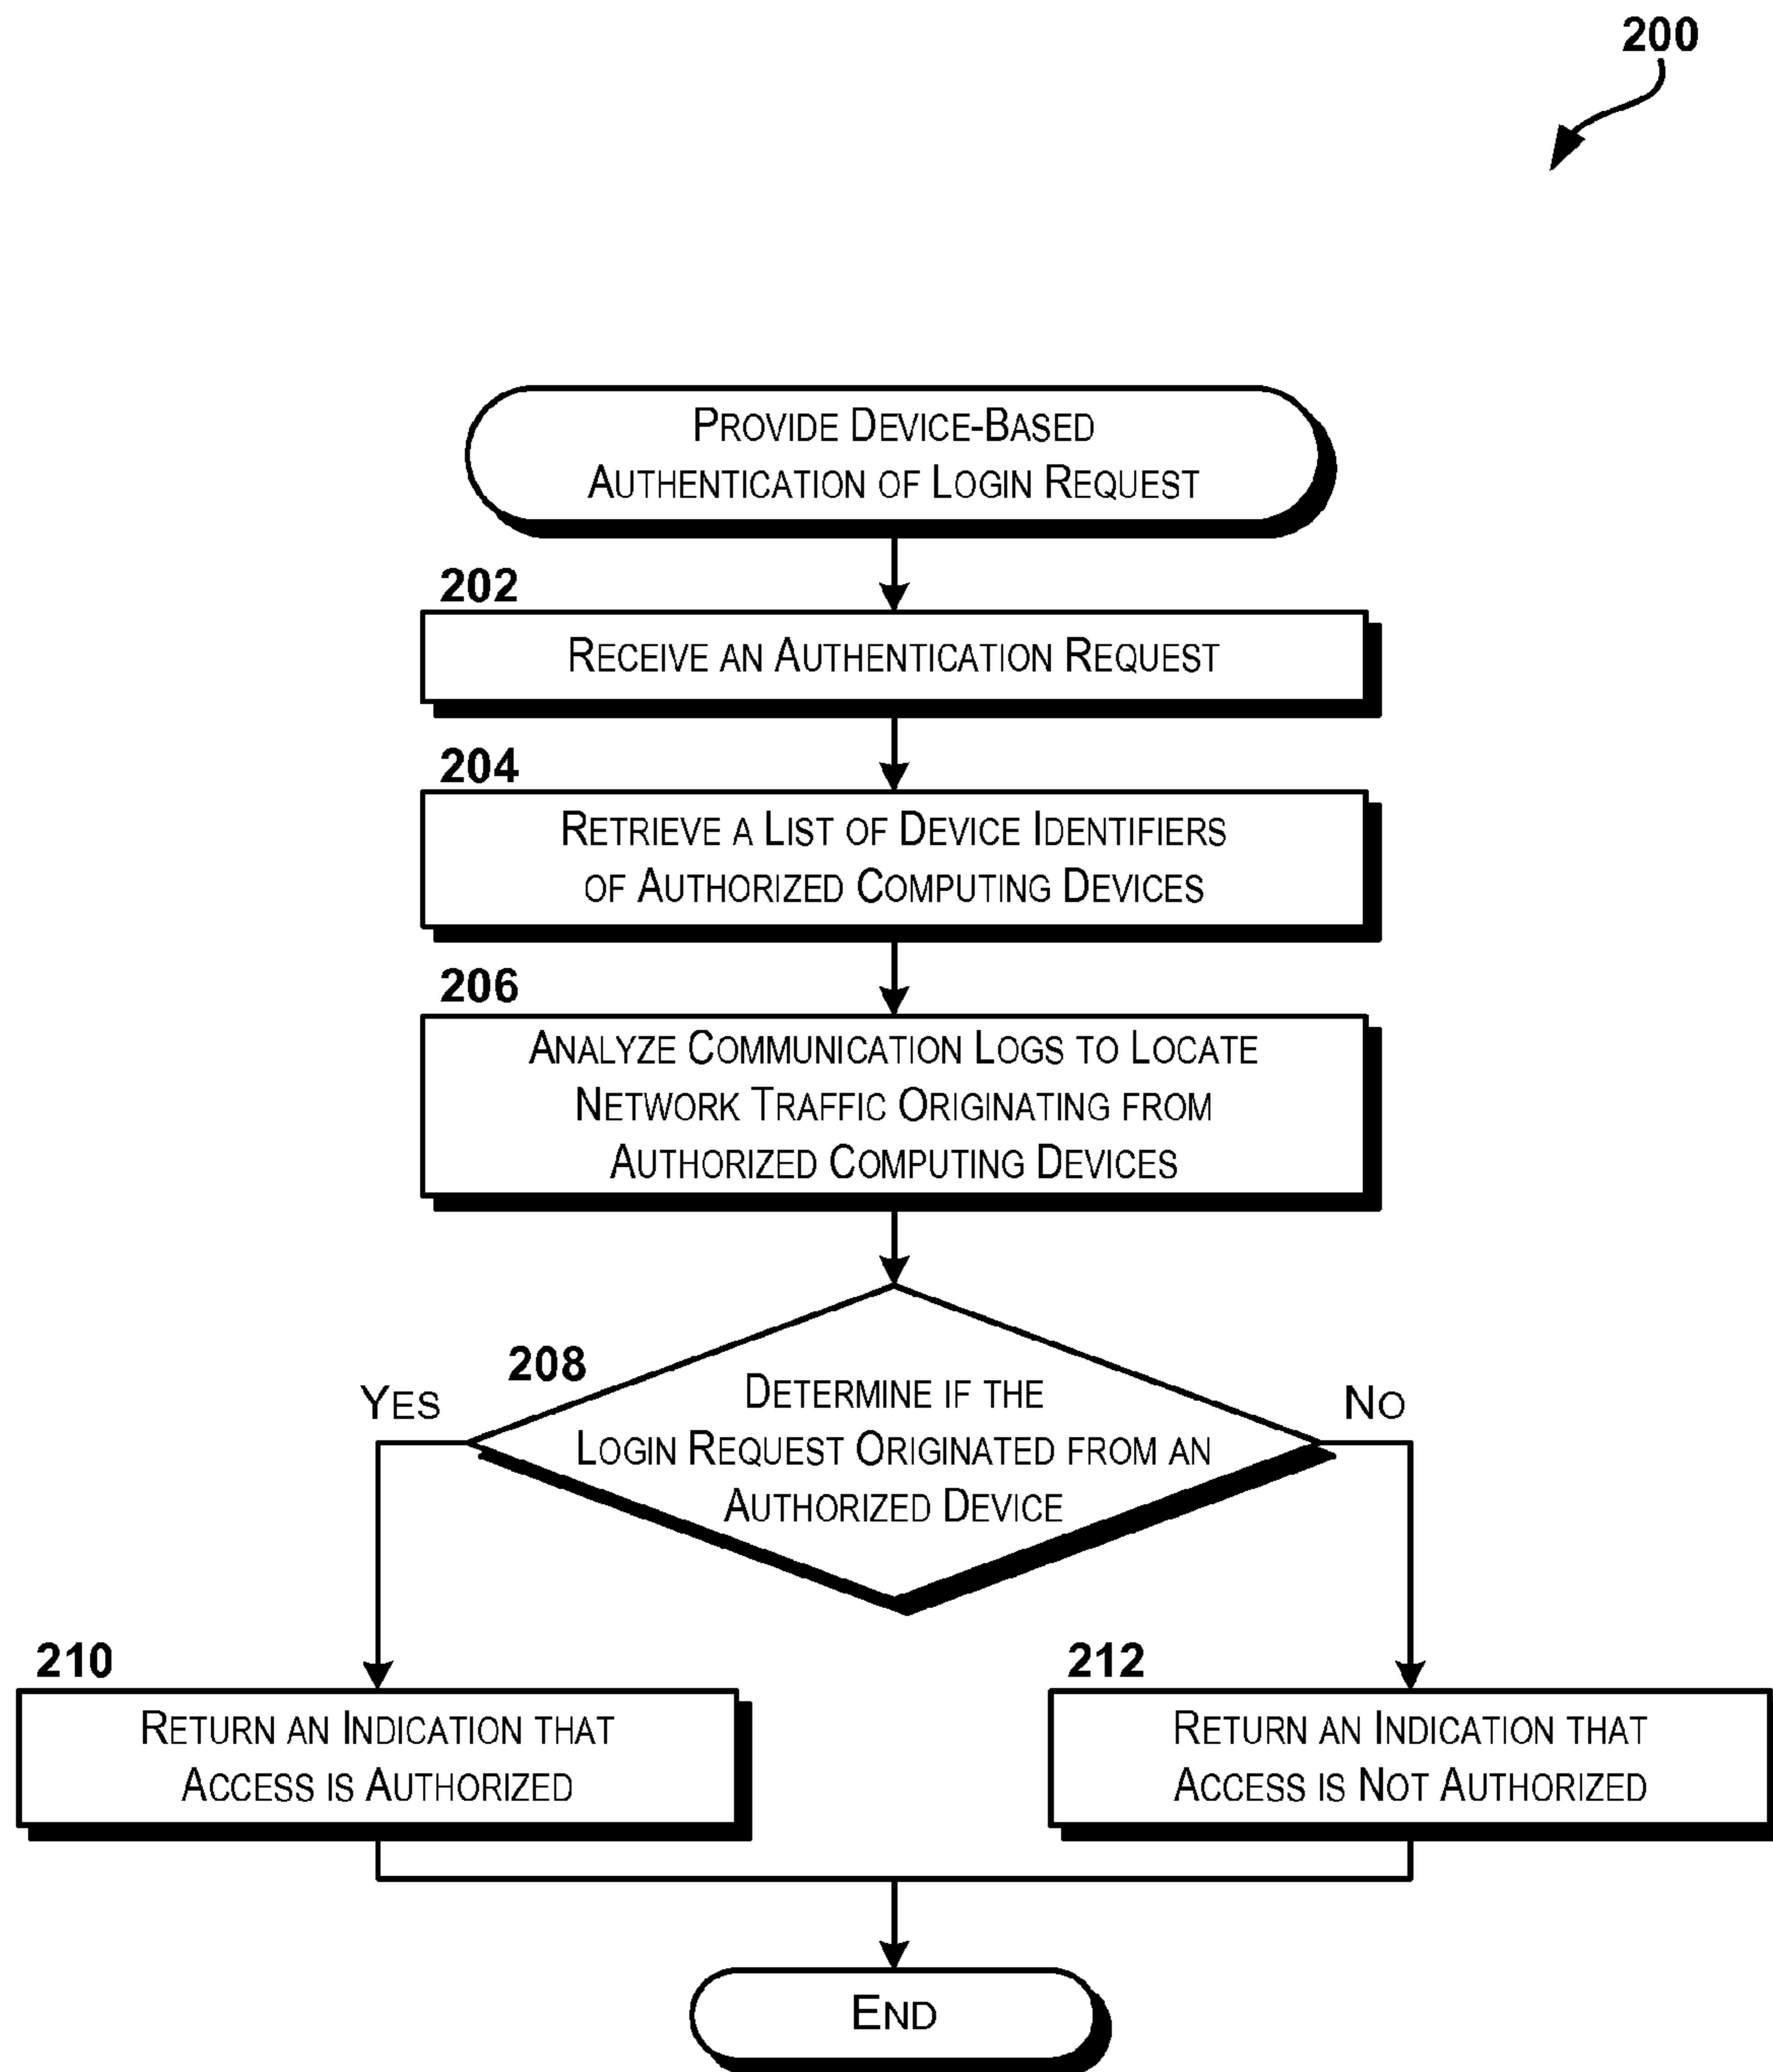 200
PROVIDE DEVICE-BASED
AUTHENTICATION OF LOGIN REQUEST
202
RECEIVE AN AUTHENTICATION REQUEST
204
RETRIEVE A LIST OF DEVICE IDENTIFIERS
OF AUTHORIZED COMPUTING DEVICES
206
ANALYZE COMMUNICATION LOGS TO LOCATE
NETWORK TRAFFIC ORIGINATING FROM
AUTHORIZED COMPUTING DEVICES
208
DETERMINE IF THE
LOGIN REQUEST ORIGINATED FROM AN
AUTHORIZED DEVICE
YES
NO
210
RETURN AN INDICATION THAT
ACCESS IS AUTHORIZED
212
RETURN AN INDICATION THAT
ACCESS IS NOT AUTHORIZED
END